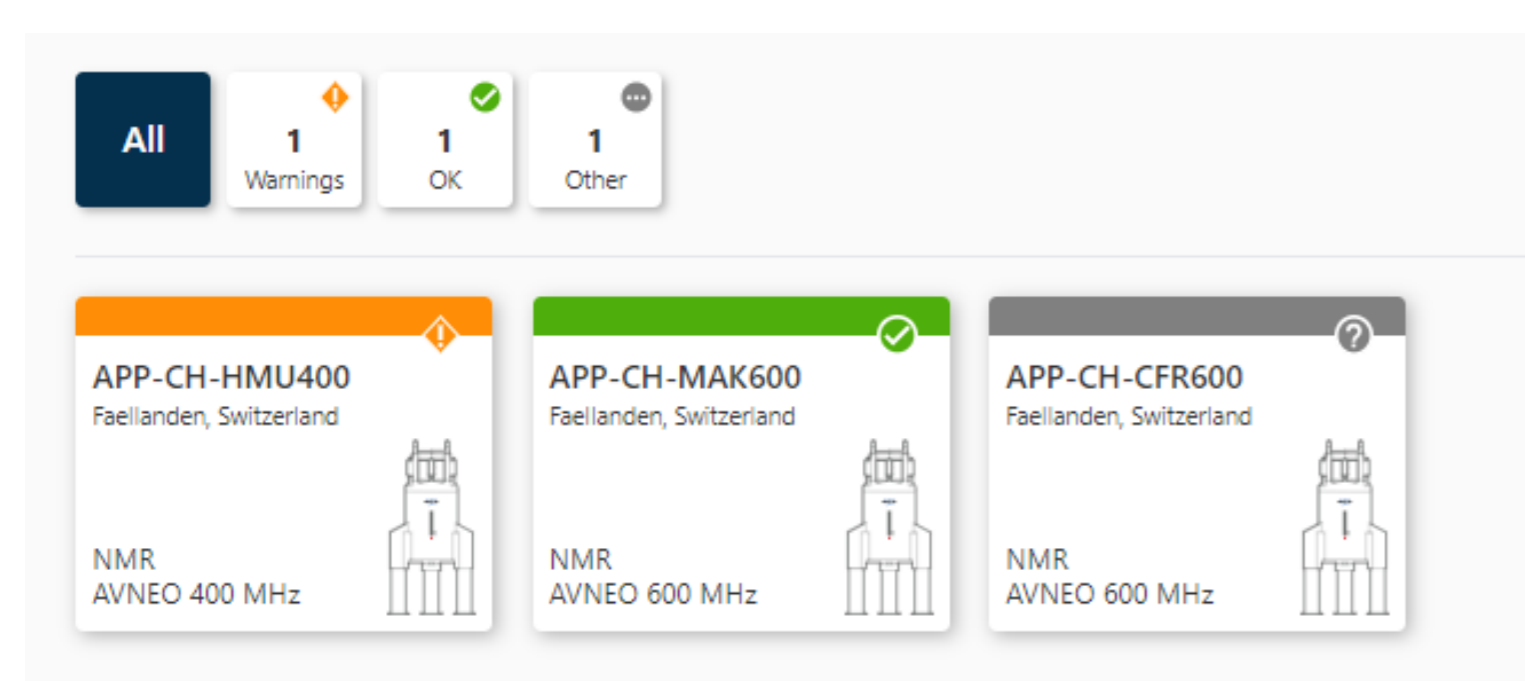 All
1
Warnings
1
OK
1
Other
APP-CH-HMU400
Faellanden, Switzerland
NMR
AVNEO 400 MHz
APP-CH-MAK600
Faellanden, Switzerland
NMR
AVNEO 600 MHz
APP-CH-CFR600
Faellanden, Switzerland
NMR
AVNEO 600 MHz